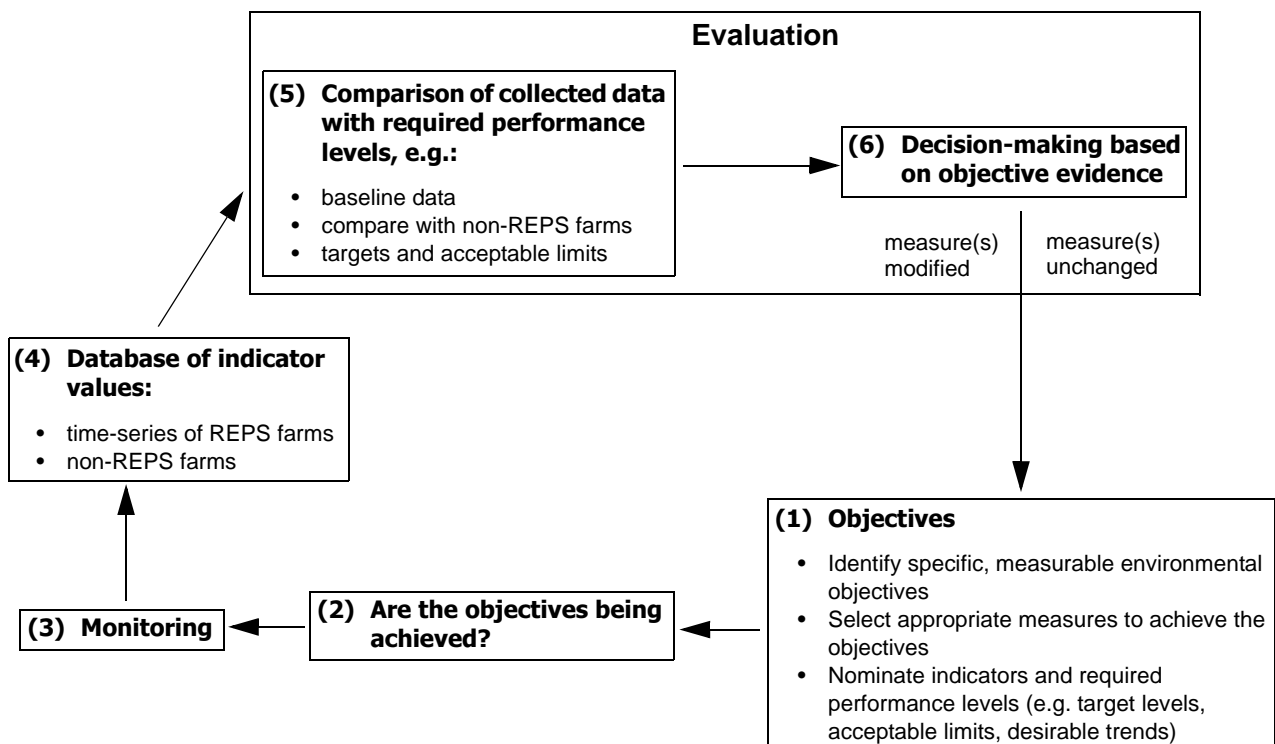 Evaluation
(5) Comparison of collected data
with required performance
levels, e.g.:
• baseline data
• compare with non-REPS farms
• targets and acceptable limits
(6) Decision-making based
on objective evidence
measure(s)
modified
measure(s)
unchanged
(4) Database of indicator
values:
• time-series of REPS farms
• non-REPS farms
(1) Objectives
• Identify specific, measurable environmental
objectives
• Select appropriate measures to achieve the
objectives
• Nominate indicators and required
performance levels (e.g. target levels,
acceptable limits, desirable trends)
(2) Are the objectives being
achieved?
(3) Monitoring